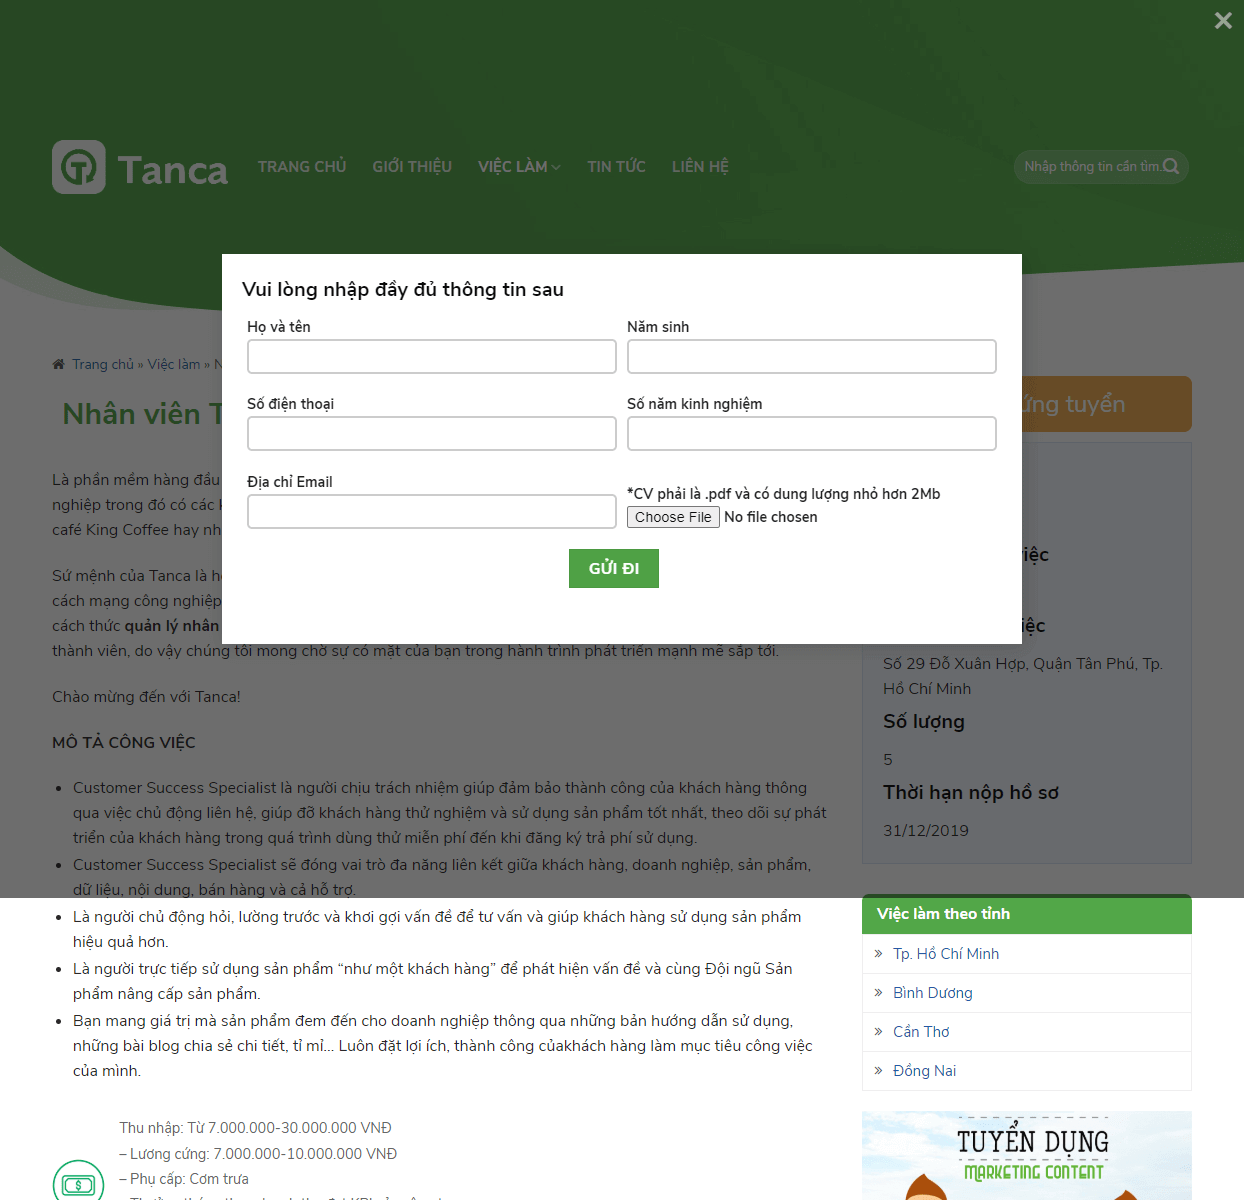 ×
Tanca
TRANG CHỦ
GIỚI THIỆU
VIỆC LÀM
TIN TỨC
LIÊN HỆ
Nhập thông tin cần tìm...
Trang chủ » Việc làm » N
Nhân viên T
ứng tuyển
Vui lòng nhập đầy đủ thông tin sau
Họ và tên
Năm sinh
Số điện thoại
Số năm kinh nghiệm
Địa chỉ Email
*CV phải là .pdf và có dung lượng nhỏ hơn 2Mb
Choose File No file chosen
GỬI ĐI
Là phần mềm hàng đầu
nghiệp trong đó có các
café King Coffee hay nh
Sứ mệnh của Tanca là
cách mạng công nghiệp
cách thức quản lý nhân
thành viên, do vậy chúng tôi mong chờ sự có mặt của bạn trong hành trình phát triển mạnh mẽ sắp tới.
Chào mừng đến với Tanca!
MÔ TẢ CÔNG VIỆC
• Customer Success Specialist là người chịu trách nhiệm giúp đảm bảo thành công của khách hàng thông
qua việc chủ động liên hệ, giúp đỡ khách hàng thử nghiệm và sử dụng sản phẩm tốt nhất, theo dõi sự phát
triển của khách hàng trong quá trình dùng thử miễn phí đến khi đăng ký trả phí sử dụng.
• Customer Success Specialist sẽ đóng vai trò đa năng liên kết giữa khách hàng, doanh nghiệp, sản phẩm,
dữ liệu, nội dung, bán hàng và cả hỗ trợ.
• Là người chủ động hỏi, lường trước và khơi gợi vấn đề để tư vấn và giúp khách hàng sử dụng sản phẩm
hiệu quả hơn.
• Là người trực tiếp sử dụng sản phẩm “như một khách hàng” để phát hiện vấn đề và cùng Đội ngũ Sản
phẩm nâng cấp sản phẩm.
• Bạn mang giá trị mà sản phẩm đem đến cho doanh nghiệp thông qua những bản hướng dẫn sử dụng,
những bài blog chia sẻ chi tiết, tỉ mỉ... Luôn đặt lợi ích, thành công củakhách hàng làm mục tiêu công việc
của mình.
Thu nhập: Từ 7.000.000-30.000.000 VNĐ
– Lương cứng: 7.000.000-10.000.000 VNĐ
– Phụ cấp: Cơm trưa
iệc
iệc
Số 29 Đỗ Xuân Hợp, Quận Tân Phú, Tp.
Hồ Chí Minh
Số lượng
5
Thời hạn nộp hồ sơ
31/12/2019
Việc làm theo tỉnh
» Tp. Hồ Chí Minh
» Bình Dương
» Cần Thơ
» Đồng Nai
TUYỂN DỤNG
MARKETING CONTENT